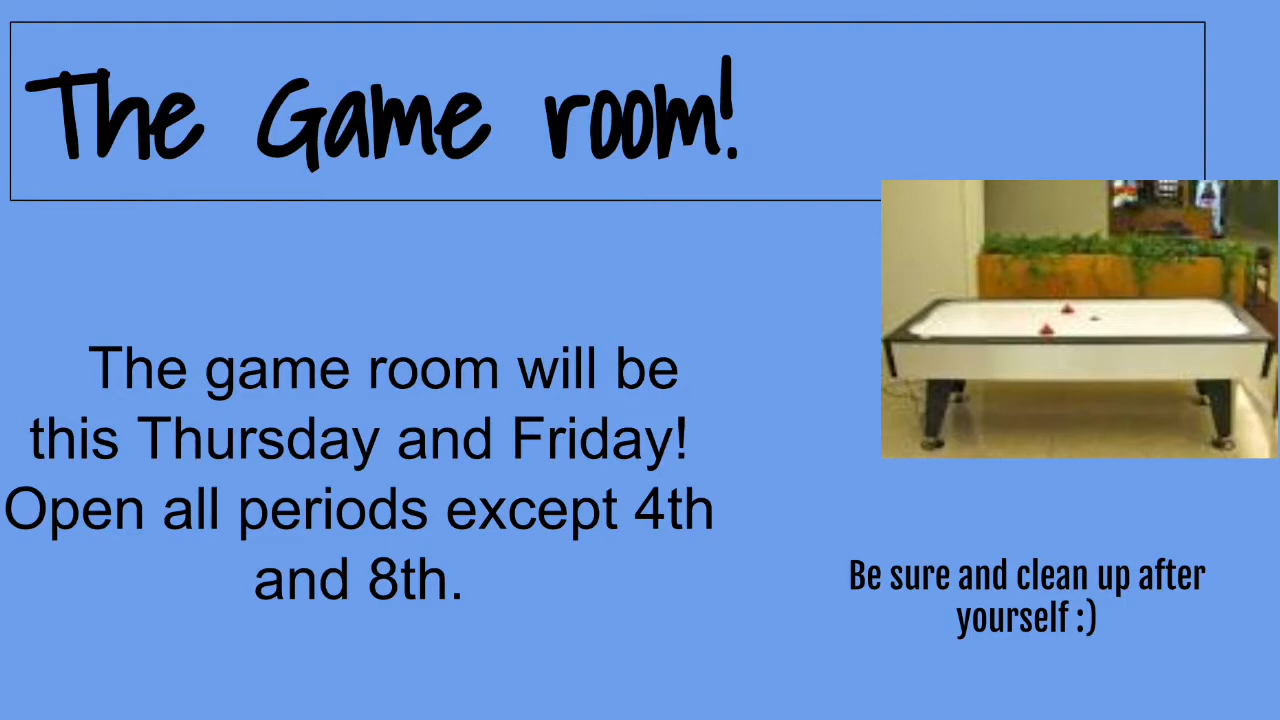 The Game room!
The game room will be
this Thursday and Friday!
Open all periods except 4th
and 8th.
Be sure and clean up after
yourself :)